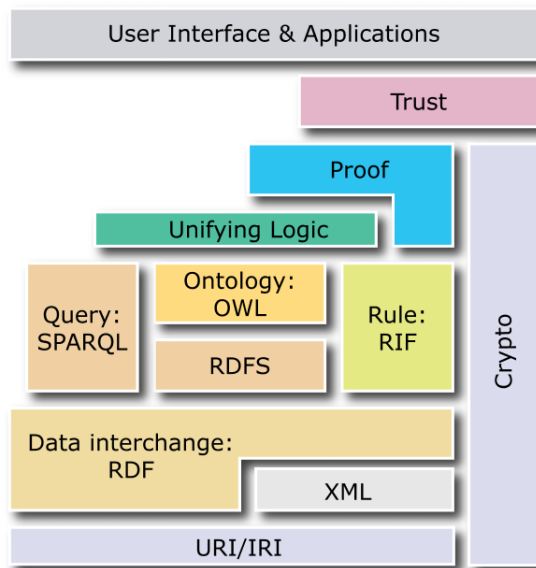 User Interface & Applications
Trust
Proof
Unifying Logic
Query:
SPARQL
Ontology:
OWL
RDFS
Rule:
RIF
Crypto
Data interchange:
RDF
XML
URI/IRI